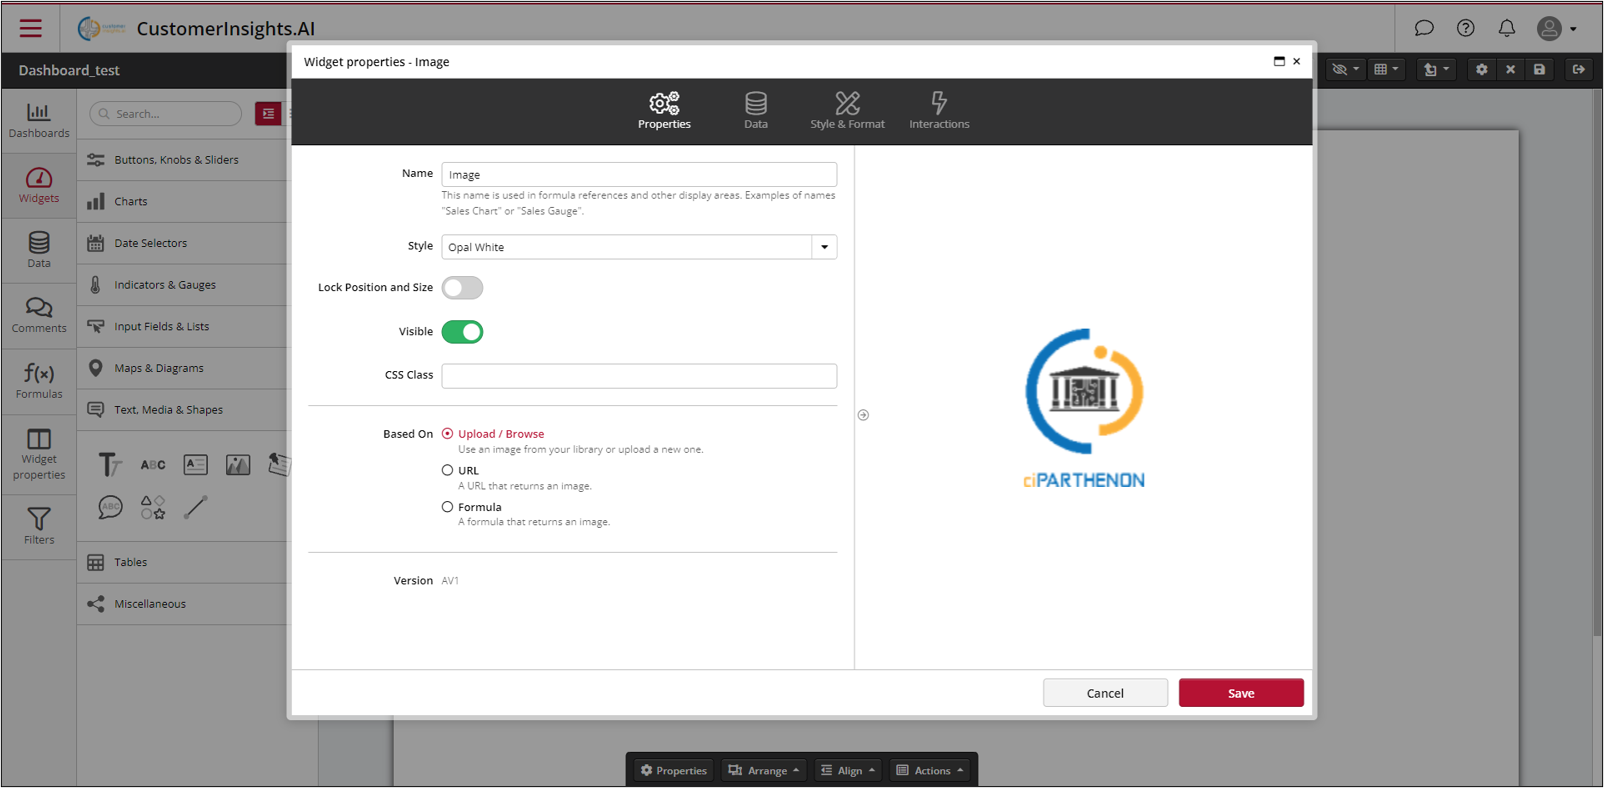 CustomerInsights.AI
Dashboard_test
Dashboards
Widgets
Data
Comments
Formulas
Widget
properties
Filters
Search...
Buttons, Knobs & Sliders
Charts
Date Selectors
Indicators & Gauges
Input Fields & Lists
Maps & Diagrams
Text, Media & Shapes
ABC
ABC
Tables
Miscellaneous
Widget properties - Image
Properties
Data
Style & Format
Interactions
Name
Image
This name is used in formula references and other display areas. Examples of names
"Sales Chart" or "Sales Gauge".
Style
Opal White
Lock Position and Size
Visible
CSS Class
Based On
Upload / Browse
Use an image from your library or upload a new one.
URL
A URL that returns an image.
Formula
A formula that returns an image.
Version
AV1
ciPARTHENON
Cancel
Save
Properties
Arrange
Align
Actions